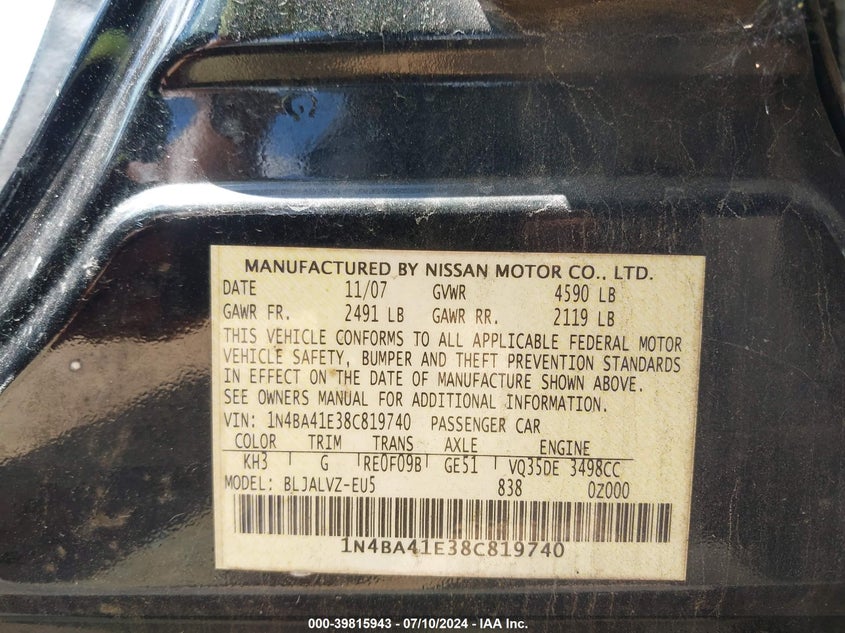 MANUFACTURED BY NISSAN MOTOR CO., LTD.
DATE 11/07 GVWR 4590 LB
GAWR FR. 2491 LB GAWR RR. 2119 LB
THIS VEHICLE CONFORMS TO ALL APPLICABLE FEDERAL MOTOR
VEHICLE SAFETY, BUMPER AND THEFT PREVENTION STANDARDS
IN EFFECT ON THE DATE OF MANUFACTURE SHOWN ABOVE.
SEE OWNERS MANUAL FOR ADDITIONAL INFORMATION.
VIN: 1N4BA41E38C819740 PASSENGER CAR
COLOR TRIM TRANS AXLE ENGINE
KH3 G RE0F09B GE51 VQ35DE 3498CC
MODEL: BLJALVZ-EU5 838 0Z000
1N4BA41E38C819740
000-39815943 - 07/10/2024 - IAA Inc.